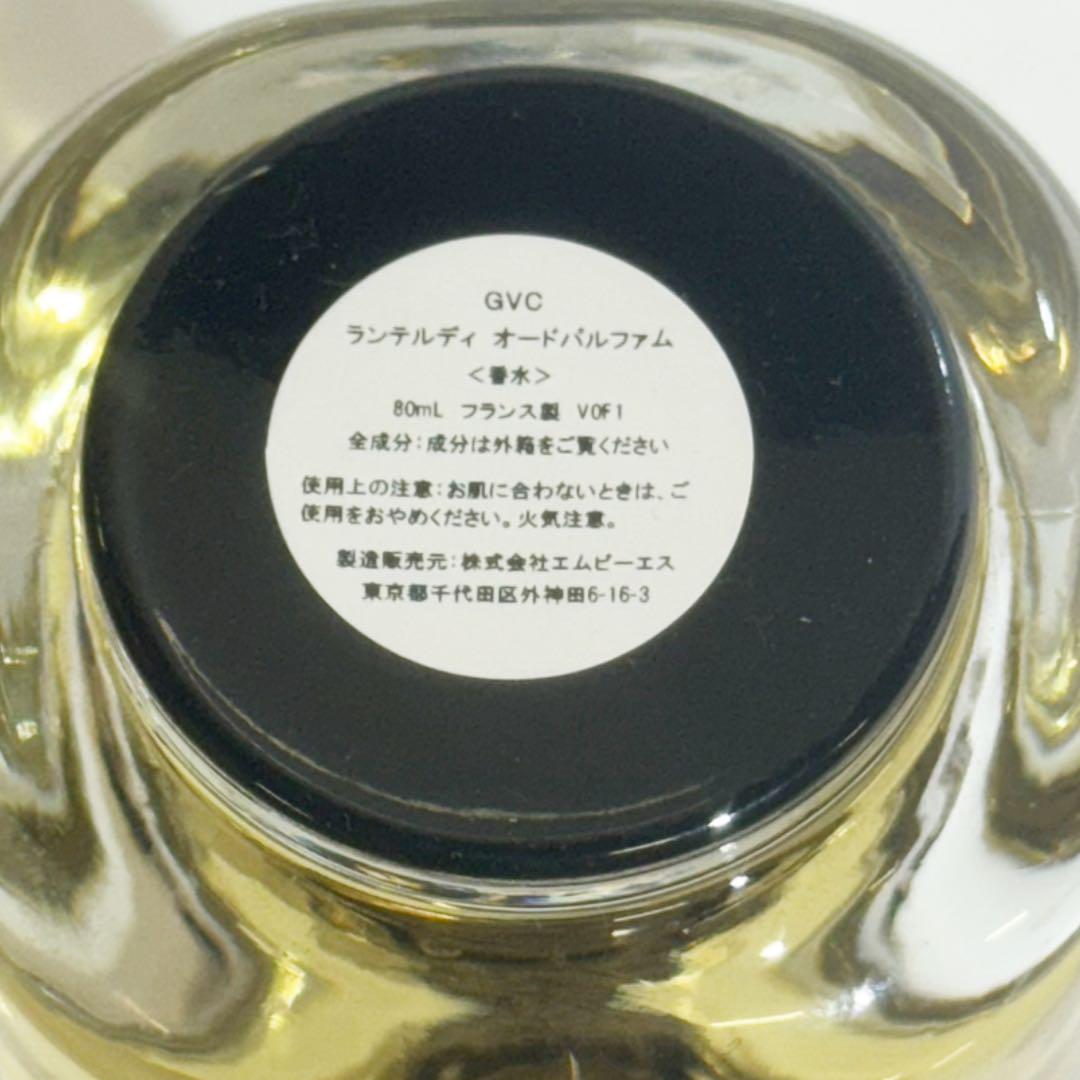 GVC
ランテルディ オードパルファム
＜香水＞
80mL フランス製 V0F1
全成分：成分は外箱をご覧ください
使用上の注意：お肌に合わないときは、ご
使用をおやめください。火気注意。
製造販売元：株式会社エムピーエス
東京都千代田区外神田6-16-3